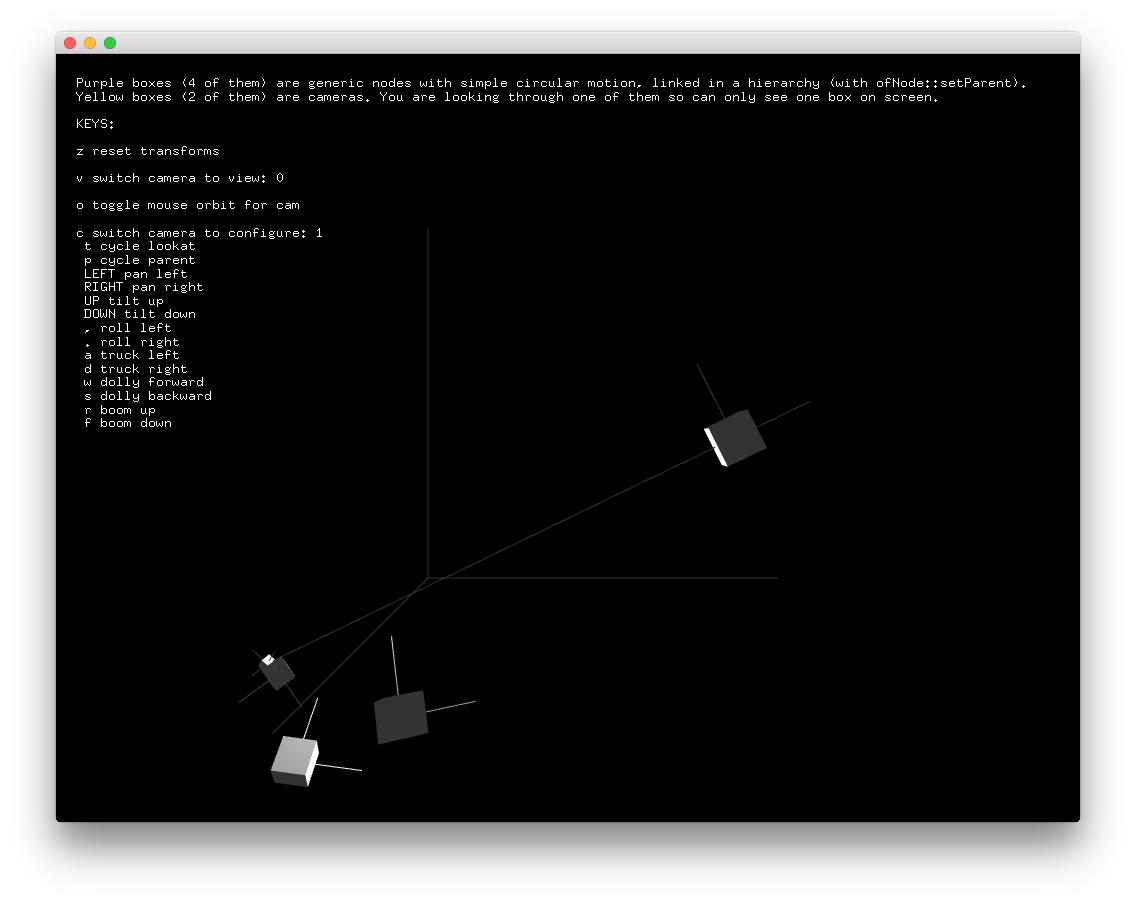 Purple boxes (4 of them) are generic nodes with simple circular motion, linked in a hierarchy (with ofNode::setParent).
Yellow boxes (2 of them) are cameras. You are looking through one of them so can only see one box on screen.
KEYS:
z reset transforms
v switch camera to view: 0
o toggle mouse orbit for cam
c switch camera to configure: 1
t cycle lookat
p cycle parent
LEFT pan left
RIGHT pan right
UP tilt up
DOWN tilt down
, roll left
. roll right
a truck left
d truck right
w dolly forward
s dolly backward
r boom up
f boom down